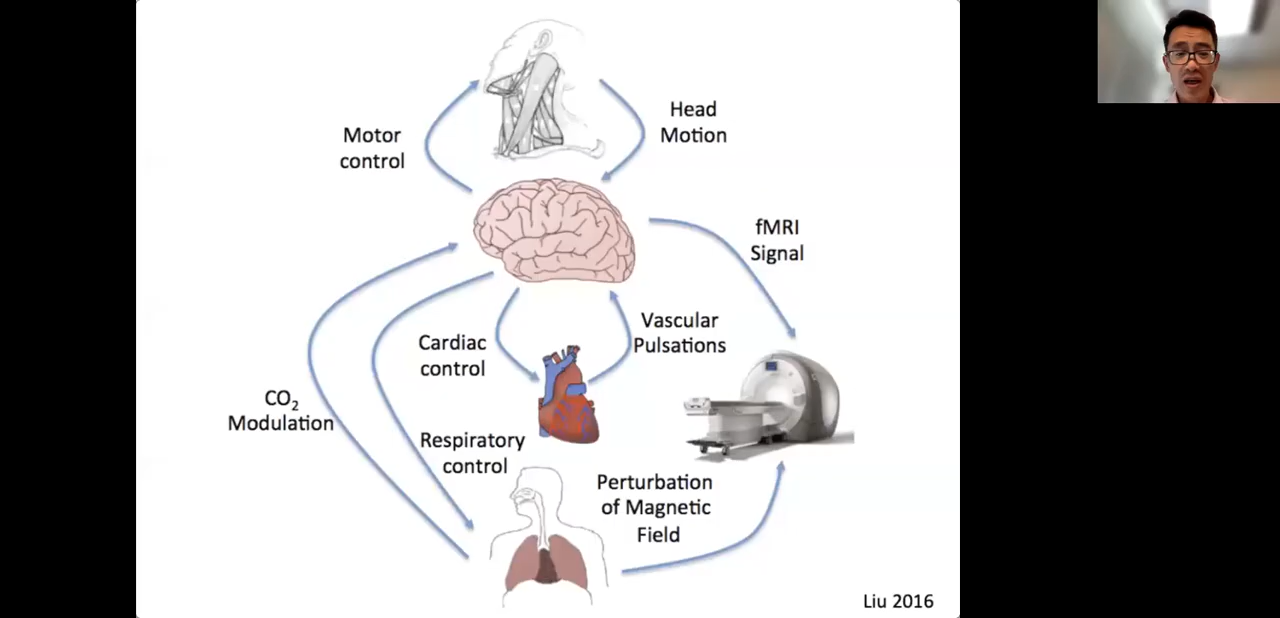 Head
Motion
Motor
control
fMRI
Signal
Vascular
Pulsations
Cardiac
control
CO₂
Modulation
Respiratory
control
Perturbation
of Magnetic
Field
Liu 2016